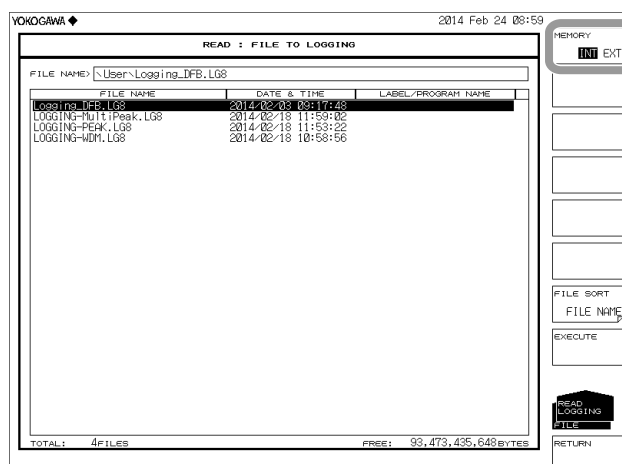 YOKOGAWA ◆ 2014 Feb 24 08:59
READ : FILE TO LOGGING
FILE NAME> \User\Logging_DFB.LG8
FILE NAME DATE & TIME LABEL/PROGRAM NAME
Logging_DFB.LG8 2014/02/03 09:17:48
LOGGING-MultiPeak.LG8 2014/02/18 11:59:02
LOGGING-PEAK.LG8 2014/02/18 11:53:22
LOGGING-WDM.LG8 2014/02/18 10:58:56
TOTAL: 4FILES FREE: 93,473,435,648BYTES
MEMORY
INT EXT
FILE SORT
FILE NAME
EXECUTE
READ
LOGGING
FILE
RETURN